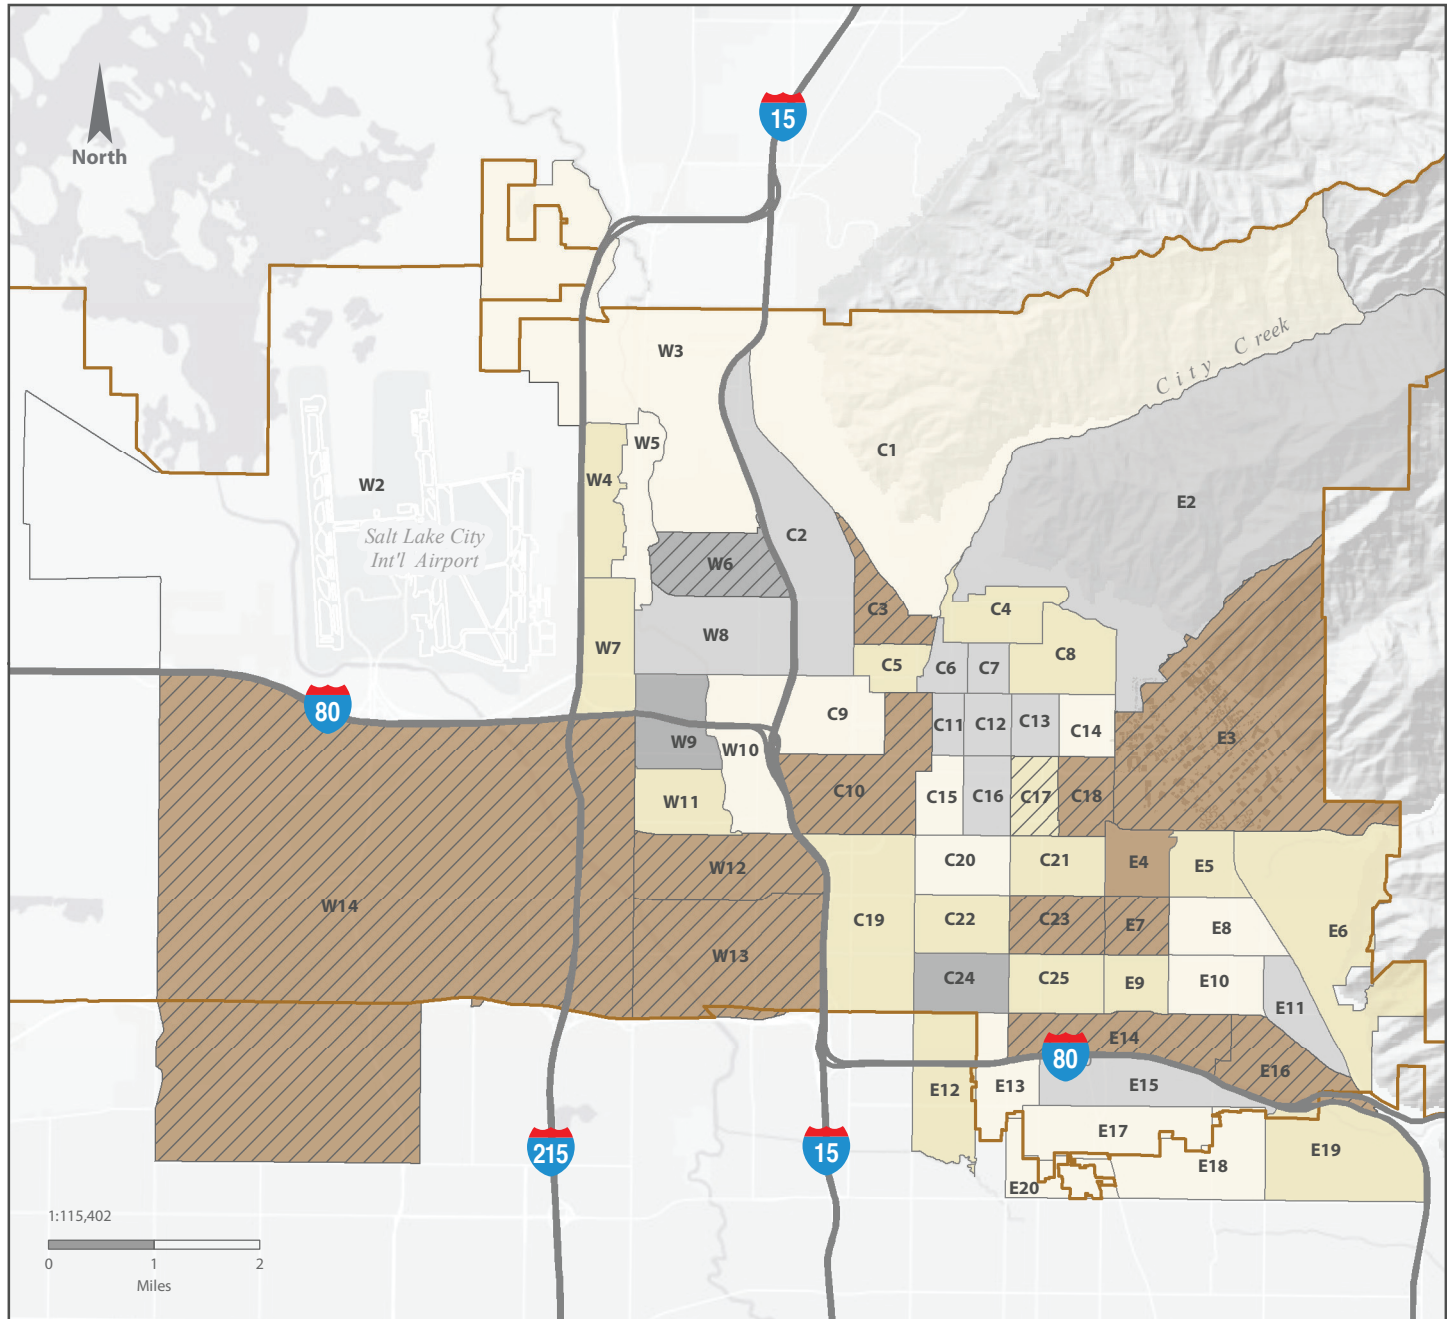 15
North
City Creek
W3
W5
C1
W4
W2
E2
Salt Lake City
Int'l Airport
C2
W6
C3
C4
W8
W7
C8
C5
C6
C7
80
C9
C11
C12
C13
C14
W9
W10
E3
C10
W11
C15
C16
C17
C18
C20
C21
E4
E5
W12
W14
C19
C22
C23
E7
E8
E6
W13
C24
C25
E9
E10
E11
E14
80
E16
E12
E13
E15
E17
215
15
E19
E18
E20
1:115,402
0
1
2
Miles